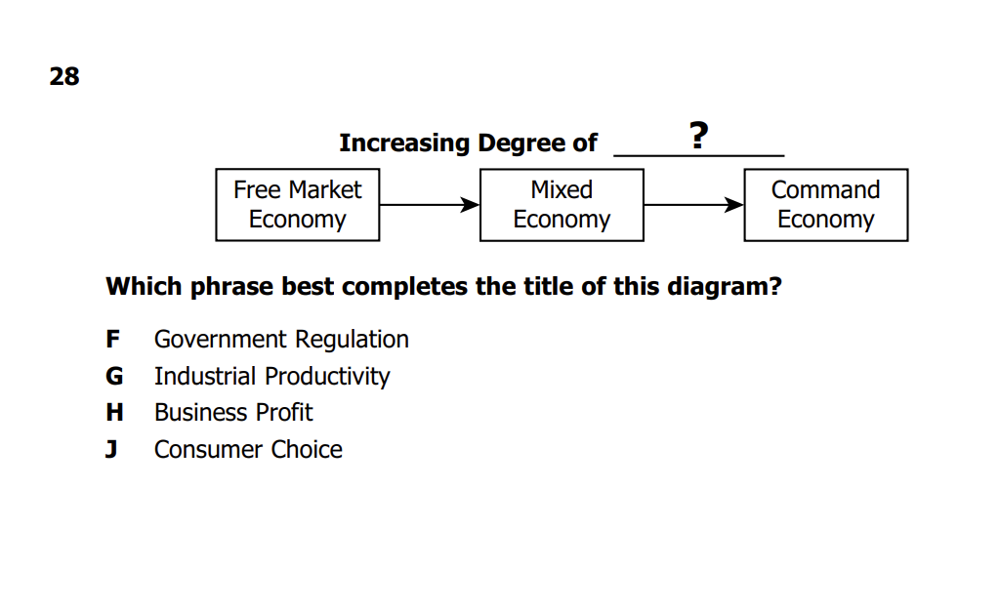 28
Increasing Degree of ?
Free Market
Economy
Mixed
Economy
Command
Economy
Which phrase best completes the title of this diagram?
F Government Regulation
G Industrial Productivity
H Business Profit
J Consumer Choice